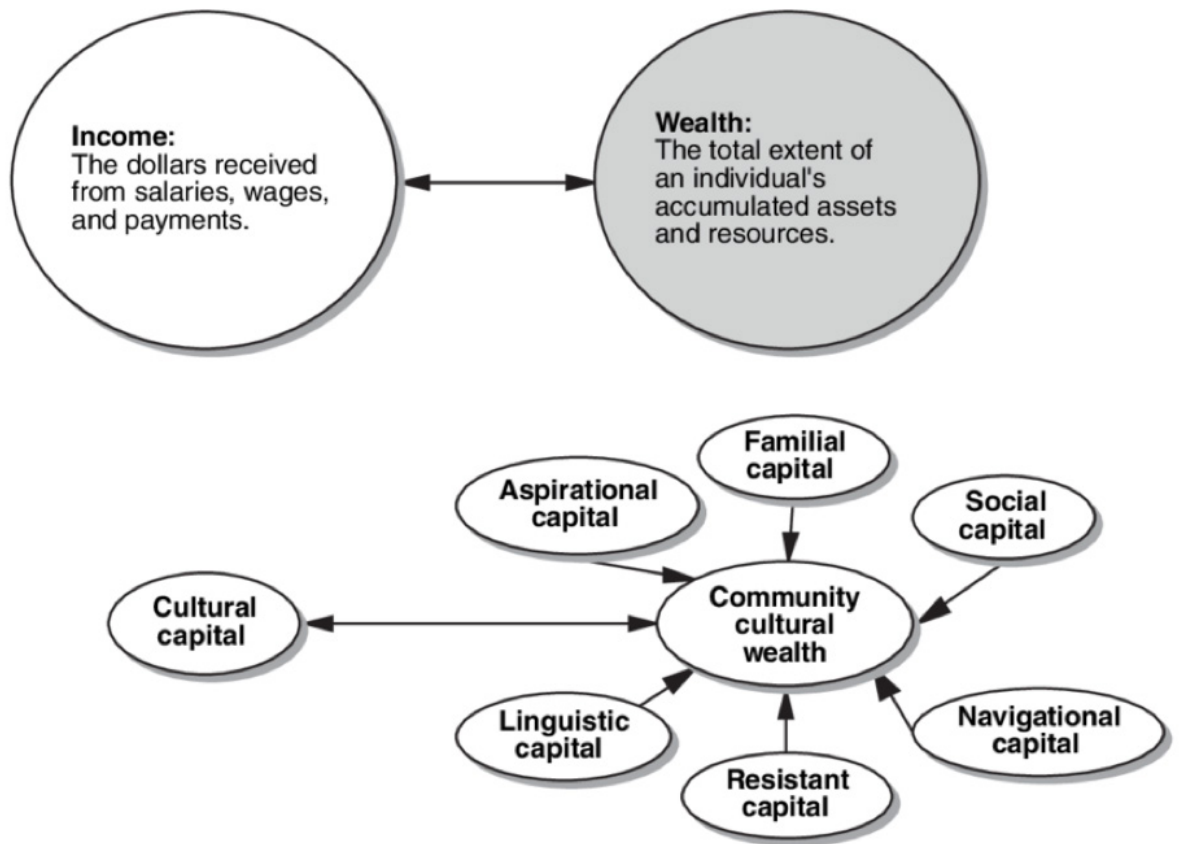 Income:
The dollars received
from salaries, wages,
and payments.
Wealth:
The total extent of
an individual's
accumulated assets
and resources.
Familial
capital
Aspirational
capital
Social
capital
Cultural
capital
Community
cultural
wealth
Linguistic
capital
Navigational
capital
Resistant
capital